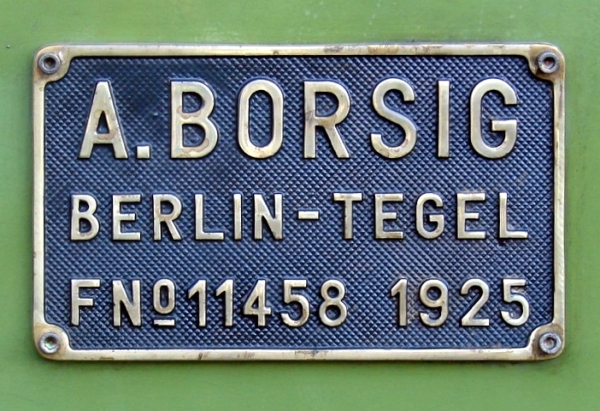 A. BORSIG
BERLIN-TEGEL
FNº 11458 1925